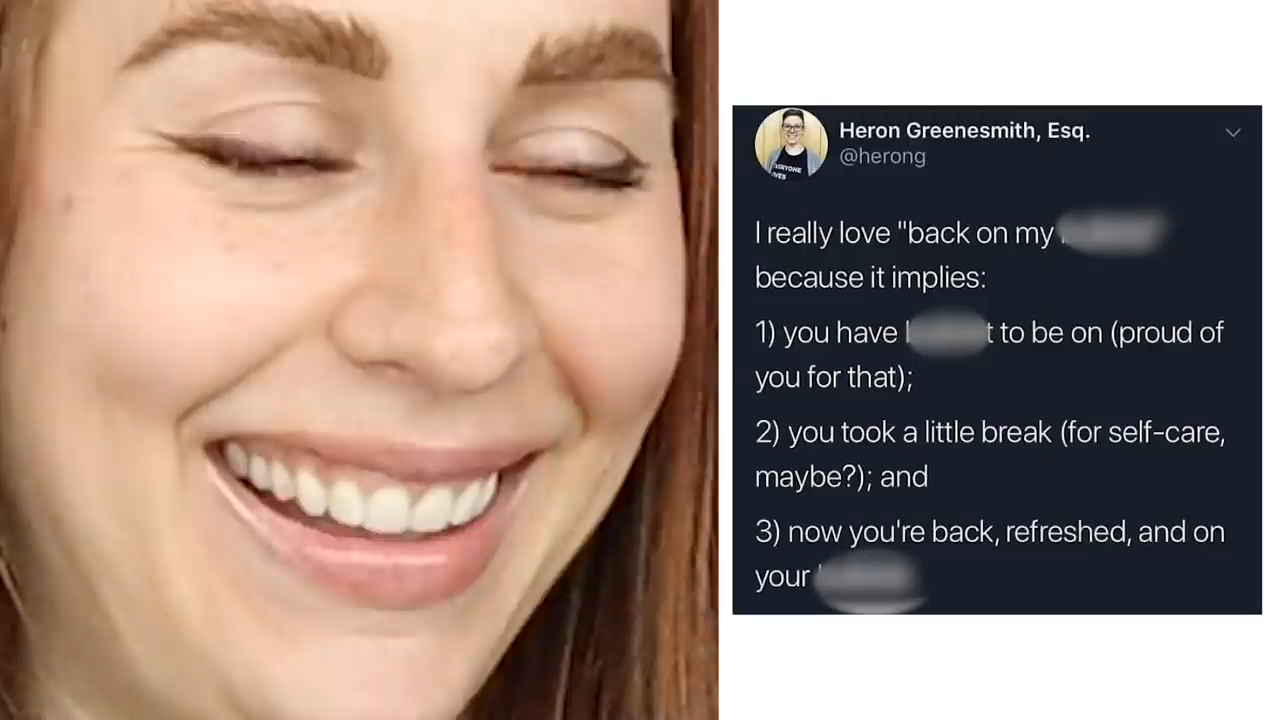 Heron Greenesmith, Esq.
@herong
EVERYONE
I really love "back on my
because it implies:
1) you have to be on (proud of
you for that);
2) you took a little break (for self-care,
maybe?); and
3) now you're back, refreshed, and on
your